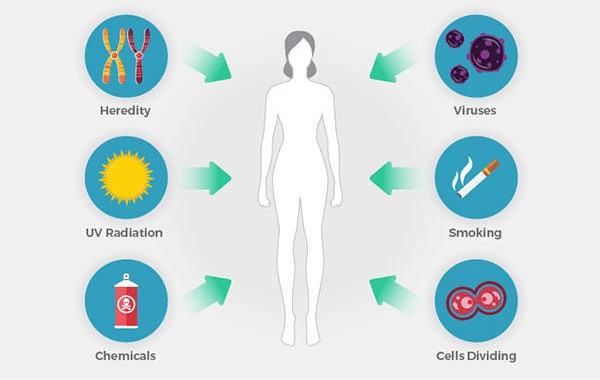 Heredity
Viruses
UV Radiation
Smoking
Chemicals
Cells Dividing